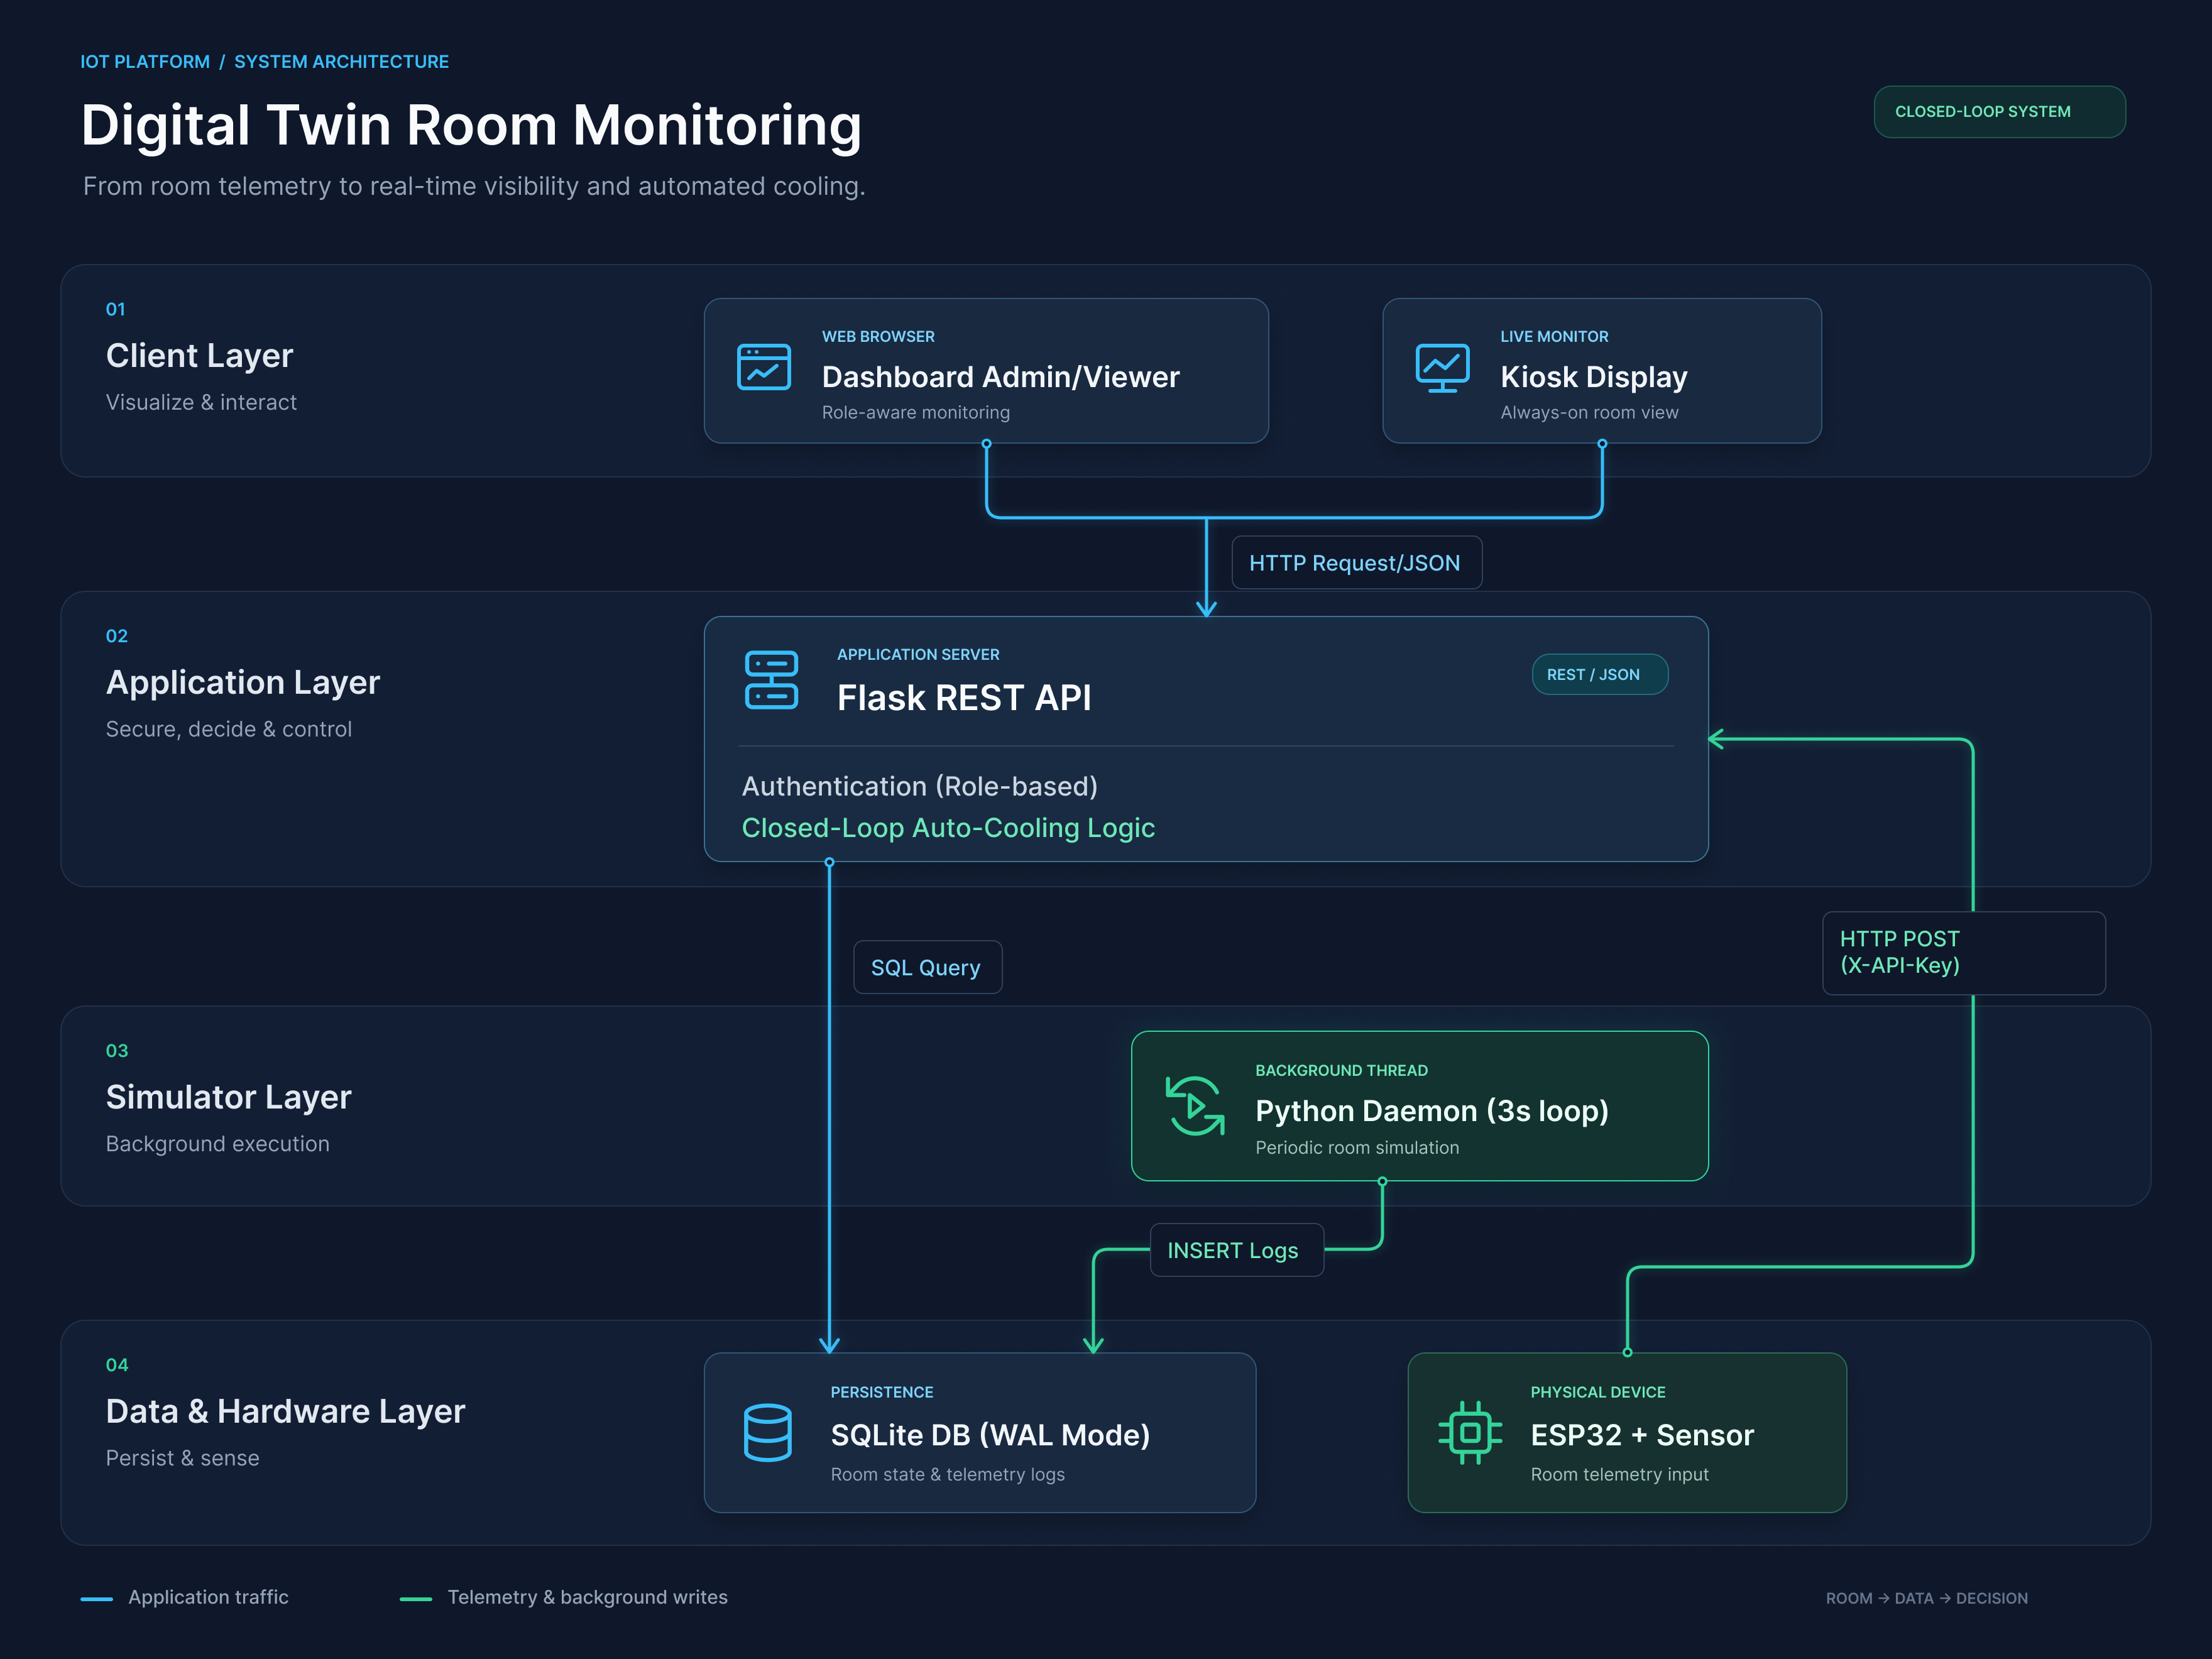 IOT PLATFORM / SYSTEM ARCHITECTURE
Digital Twin Room Monitoring
From room telemetry to real-time visibility and automated cooling.
CLOSED-LOOP SYSTEM
01
Client Layer
Visualize & interact
WEB BROWSER
Dashboard Admin/Viewer
Role-aware monitoring
LIVE MONITOR
Kiosk Display
Always-on room view
HTTP Request/JSON
02
Application Layer
Secure, decide & control
APPLICATION SERVER
Flask REST API
REST / JSON
Authentication (Role-based)
Closed-Loop Auto-Cooling Logic
SQL Query
HTTP POST
(X-API-Key)
03
Simulator Layer
Background execution
BACKGROUND THREAD
Python Daemon (3s loop)
Periodic room simulation
INSERT Logs
04
Data & Hardware Layer
Persist & sense
PERSISTENCE
SQLite DB (WAL Mode)
Room state & telemetry logs
PHYSICAL DEVICE
ESP32 + Sensor
Room telemetry input
Application traffic
Telemetry & background writes
ROOM → DATA → DECISION